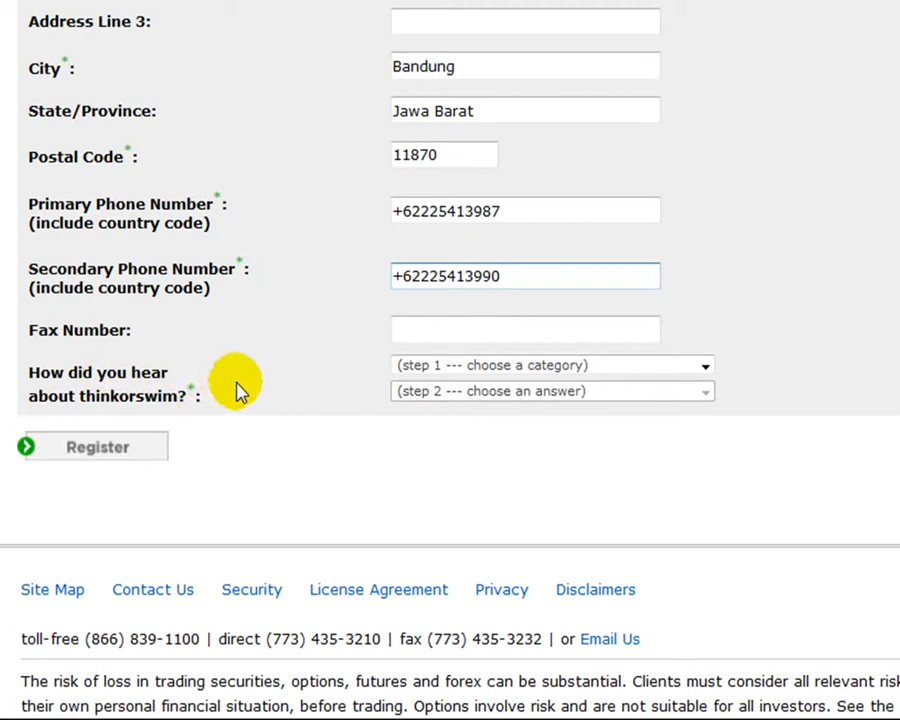 Address Line 3:
City*: Bandung
State/Province: Jawa Barat
Postal Code*: 11870
Primary Phone Number*:
(include country code) +62225413987
Secondary Phone Number*:
(include country code) +62225413990
Fax Number:
How did you hear
about thinkorswim?*:
(step 1 --- choose a category)
(step 2 --- choose an answer)
Register
Site Map Contact Us Security License Agreement Privacy Disclaimers
toll-free (866) 839-1100 | direct (773) 435-3210 | fax (773) 435-3232 | or Email Us
The risk of loss in trading securities, options, futures and forex can be substantial. Clients must consider all relevant
their own personal financial situation, before trading. Options involve risk and are not suitable for all investors. See the